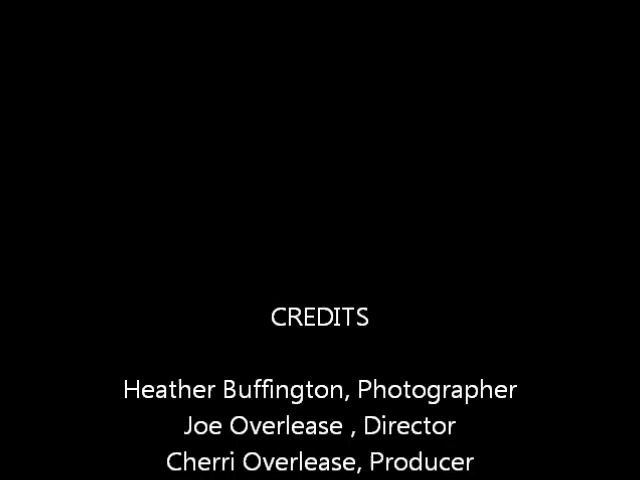 CREDITS
Heather Buffington, Photographer
Joe Overlease , Director
Cherri Overlease, Producer